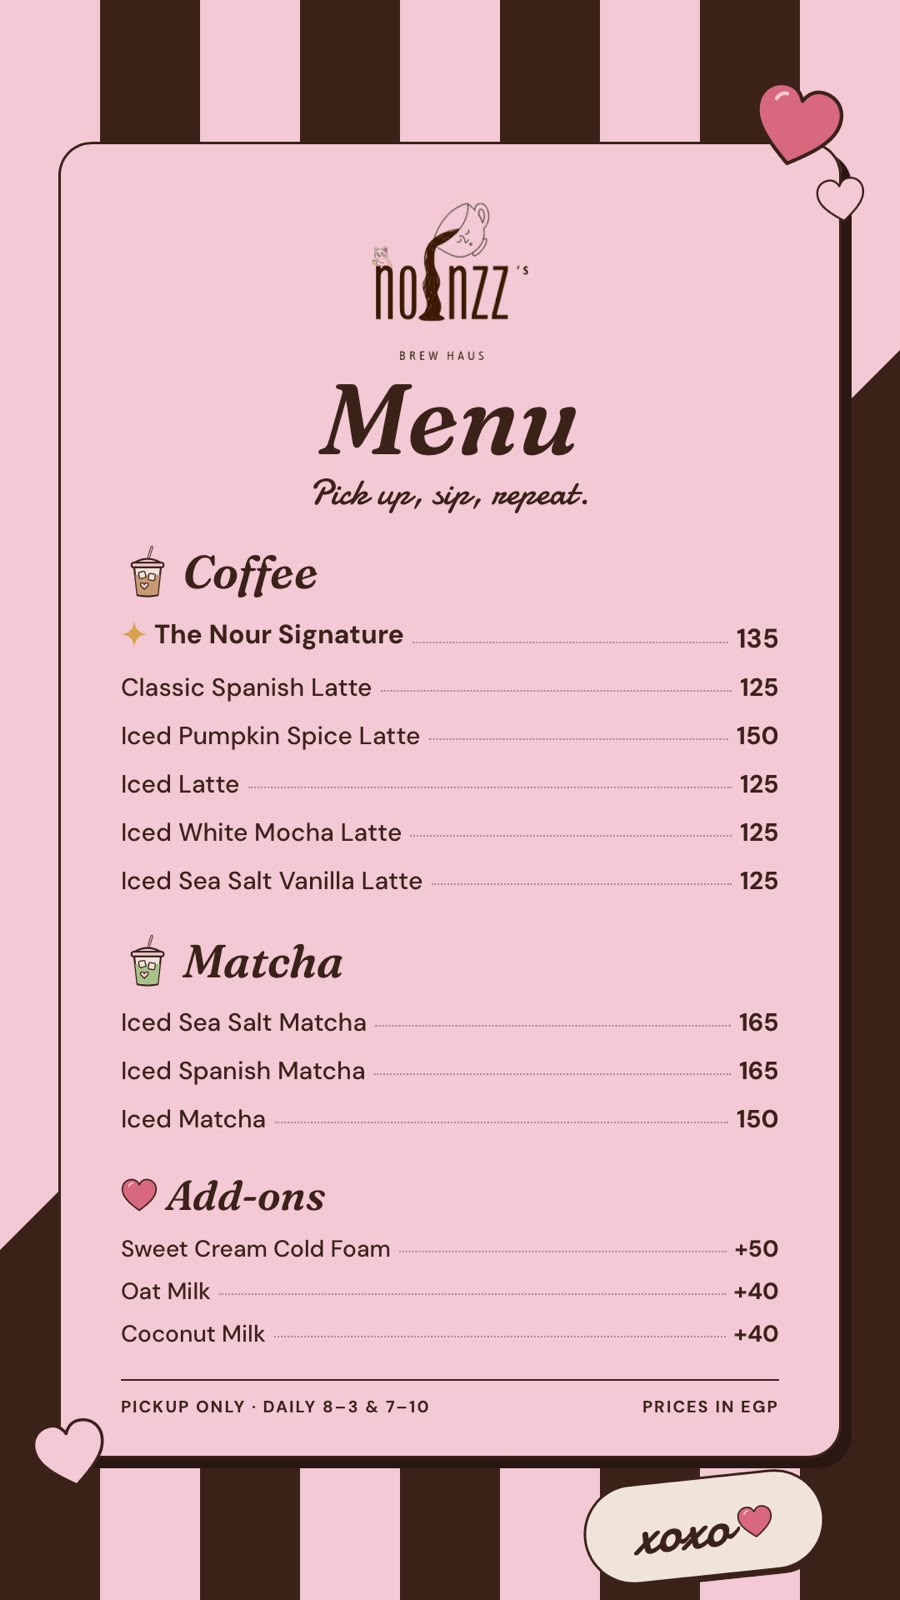 nounzz's
BREW HAUS
Menu
Pick up, sip, repeat.
Coffee
The Nour Signature 135
Classic Spanish Latte 125
Iced Pumpkin Spice Latte 150
Iced Latte 125
Iced White Mocha Latte 125
Iced Sea Salt Vanilla Latte 125
Matcha
Iced Sea Salt Matcha 165
Iced Spanish Matcha 165
Iced Matcha 150
Add-ons
Sweet Cream Cold Foam +50
Oat Milk +40
Coconut Milk +40
PICKUP ONLY · DAILY 8–3 & 7–10 PRICES IN EGP
xoxo